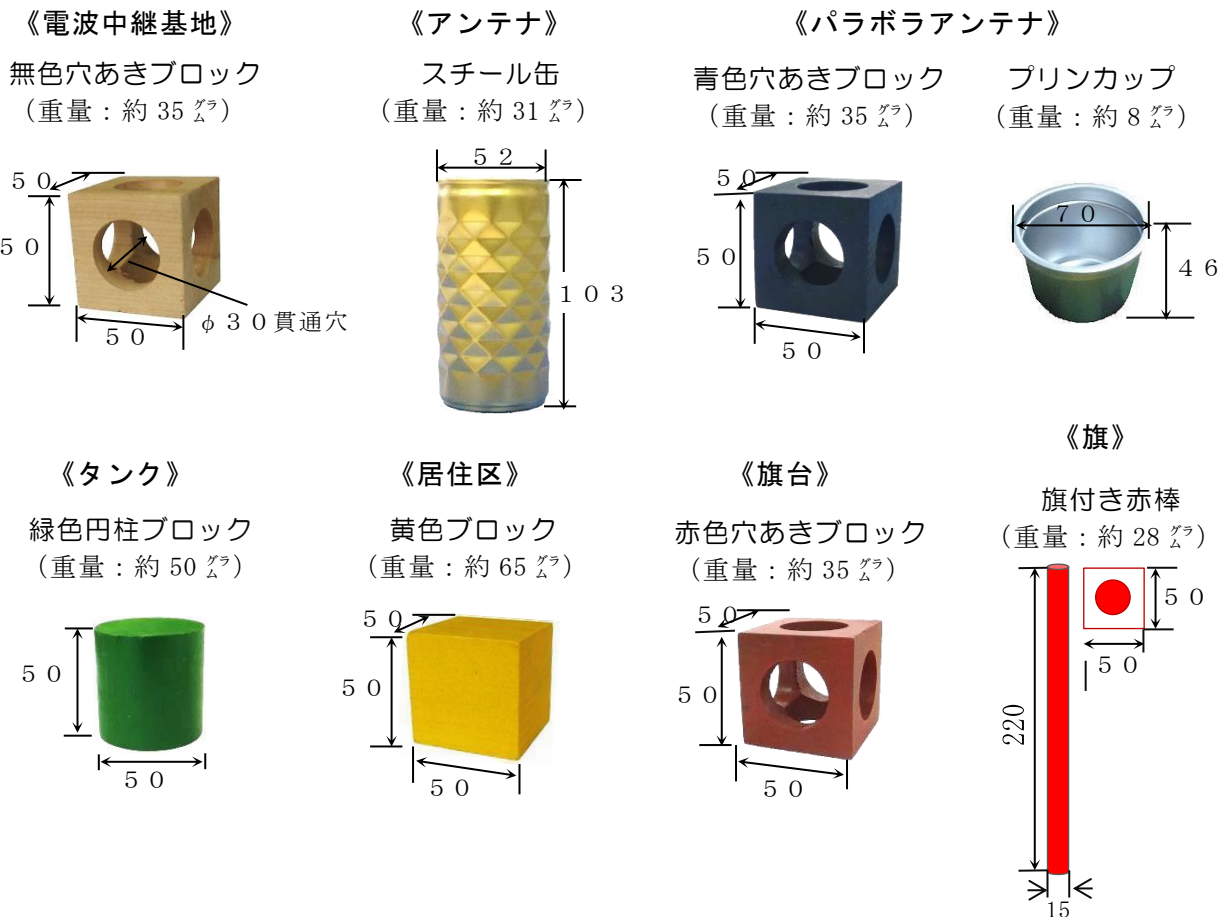 《電波中継基地》
無色穴あきブロック
（重量：約 35 グラム）
５０
５０
５０
φ３０貫通穴
《アンテナ》
スチール缶
（重量：約 31 グラム）
５２
１０３
《パラボラアンテナ》
青色穴あきブロック
（重量：約 35 グラム）
５０
５０
５０
プリンカップ
（重量：約 8 グラム）
７０
４６
《タンク》
緑色円柱ブロック
（重量：約 50 グラム）
５０
５０
《居住区》
黄色ブロック
（重量：約 65 グラム）
５０
５０
５０
《旗台》
赤色穴あきブロック
（重量：約 35 グラム）
５０
５０
５０
《旗》
旗付き赤棒
（重量：約 28 グラム）
５０
５０
220
15